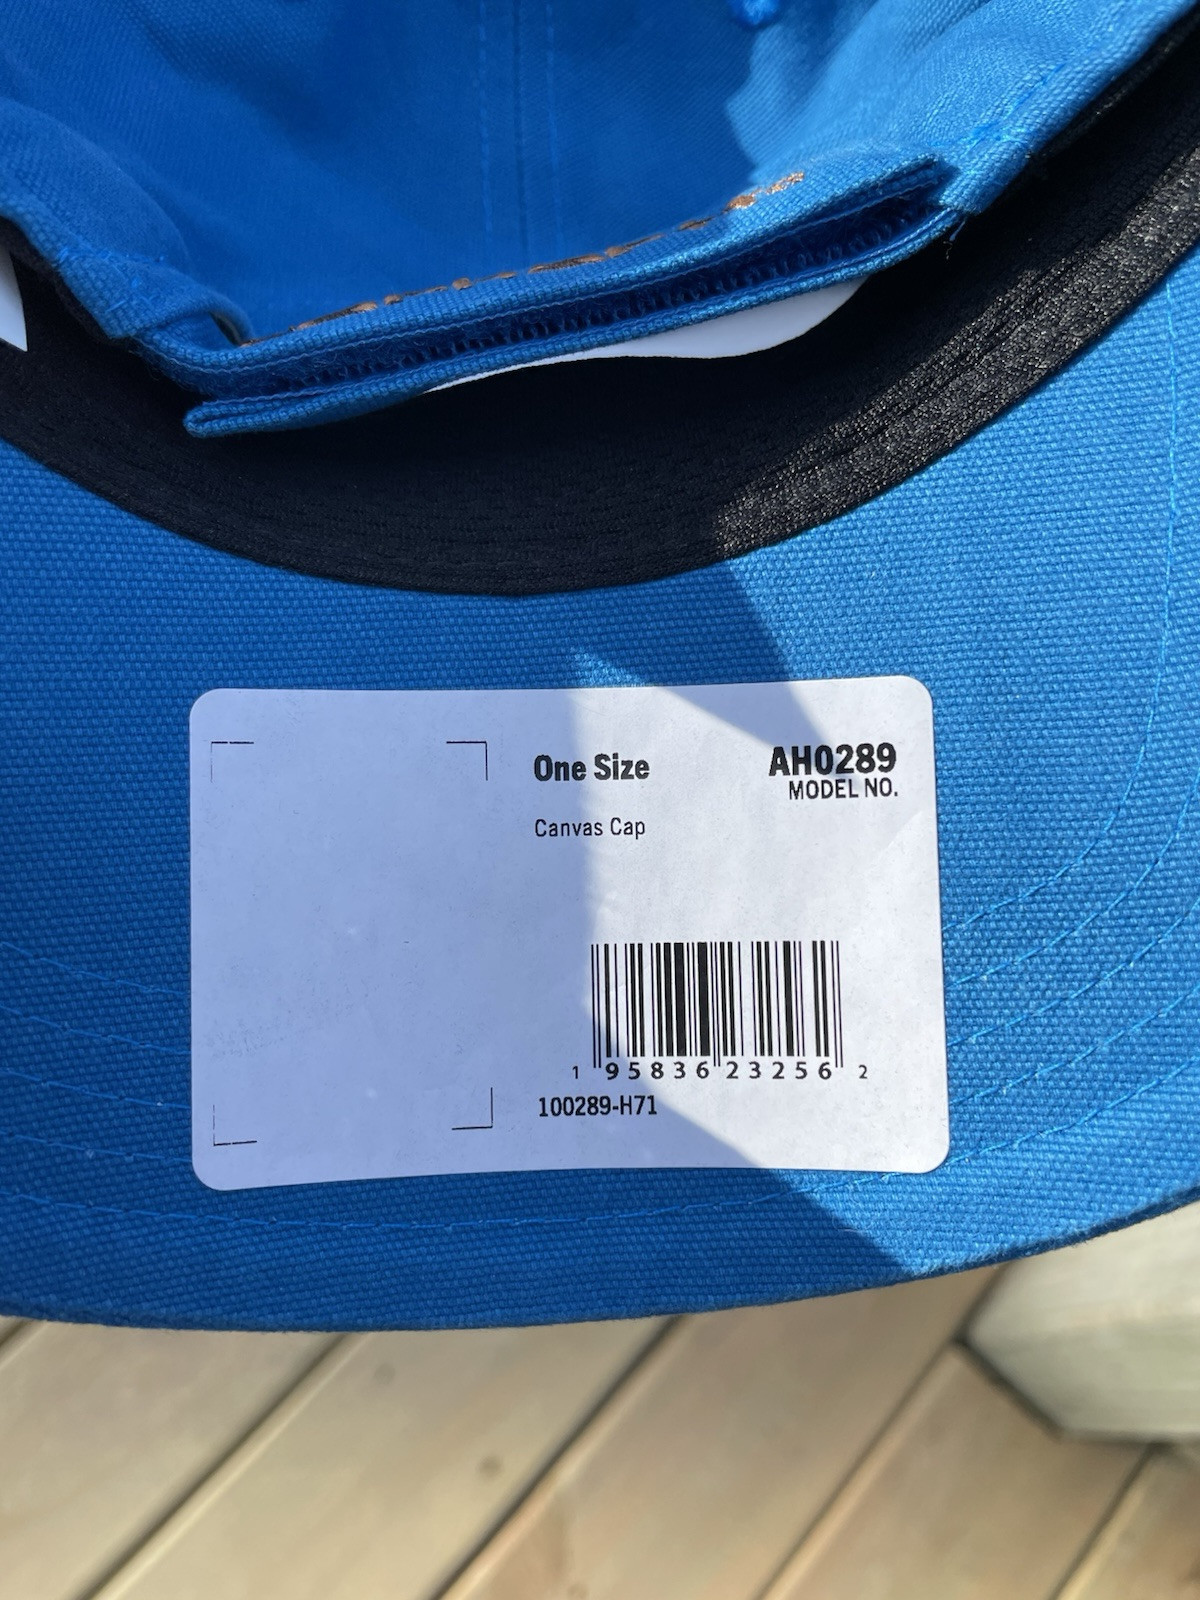 One Size
AH0289
MODEL NO.
Canvas Cap
1 95836 23256 2
100289-H71